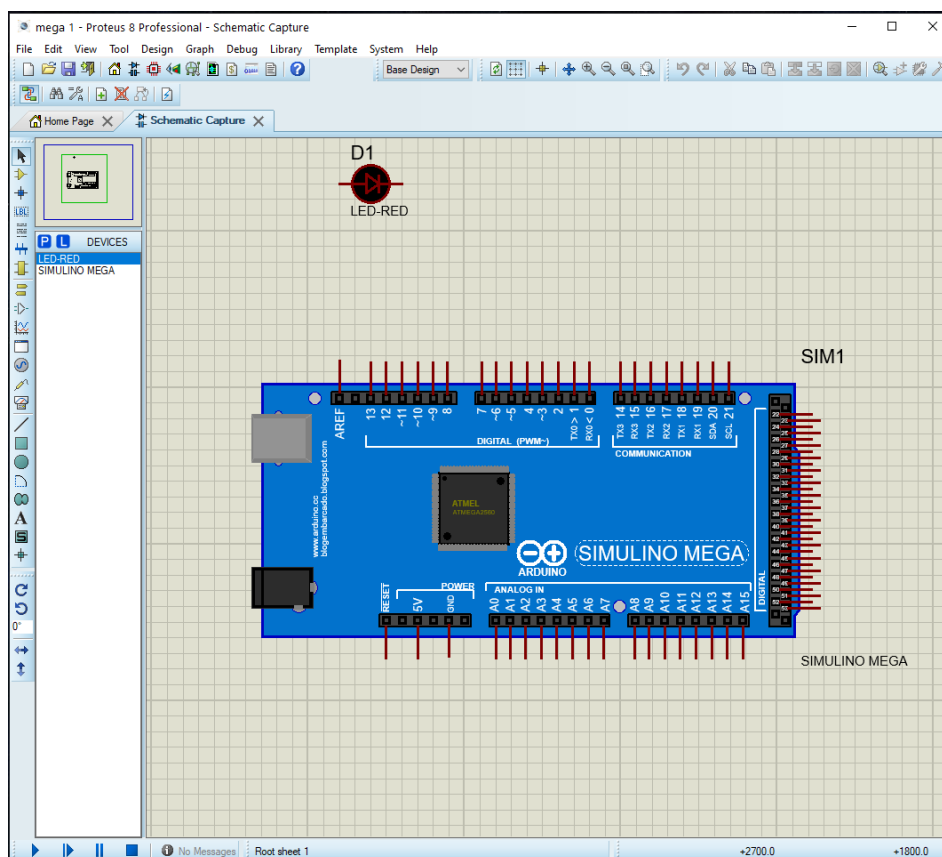 mega 1 - Proteus 8 Professional - Schematic Capture
File Edit View Tool Design Graph Debug Library Template System Help
Base Design
Home Page
Schematic Capture
P L DEVICES
LED-RED
SIMULINO MEGA
LBL
A
S
0°
D1
LED-RED
SIM1
AREF
13 12 ~11 ~10 ~9 8
7 ~6 ~5 4 ~3 2 TX0 > 1 RX0 < 0
TX3 14 RX3 15 TX2 16 RX2 17 TX1 18 RX1 19 SDA 20 SCL 21
DIGITAL (PWM~)
COMMUNICATION
www.arduino.cc
blogembarcado.blogspot.com
ATMEL
ATMEGA2560
ARDUINO
SIMULINO MEGA
DIGITAL
RESET
POWER
5V
GND
ANALOG IN
A0 A1 A2 A3 A4 A5 A6 A7
A8 A9 A10 A11 A12 A13 A14 A15
SIMULINO MEGA
No Messages
Root sheet 1
+2700.0
+1800.0